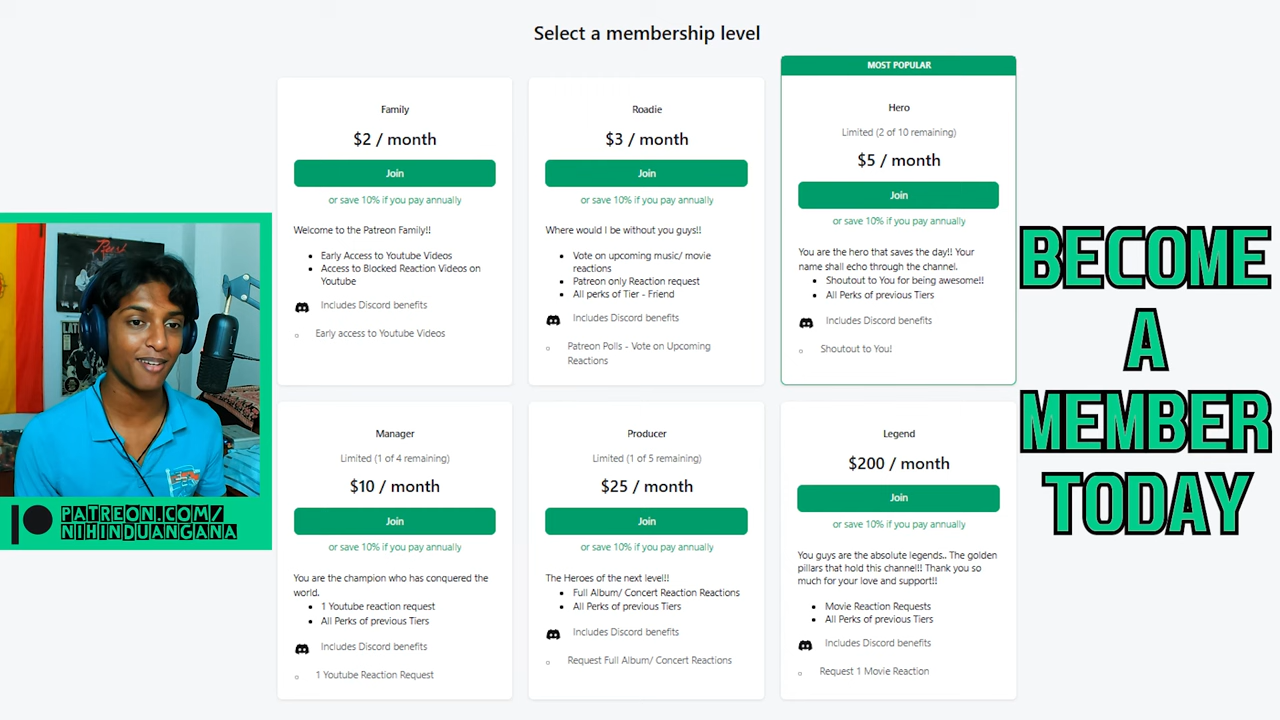 Select a membership level
Family
$2 / month
Join
or save 10% if you pay annually
Welcome to the Patreon Family!!
Early Access to Youtube Videos
Access to Blocked Reaction Videos on
Youtube
Includes Discord benefits
Early access to Youtube Videos
Roadie
$3 / month
Join
or save 10% if you pay annually
Where would I be without you guys!!
Vote on upcoming music/ movie
reactions
Patreon only Reaction request
All perks of Tier - Friend
Includes Discord benefits
Patreon Polls - Vote on Upcoming
Reactions
MOST POPULAR
Hero
Limited (2 of 10 remaining)
$5 / month
Join
or save 10% if you pay annually
You are the hero that saves the day!! Your
name shall echo through the channel.
Shoutout to You for being awesome!!
All Perks of previous Tiers
Includes Discord benefits
Shoutout to You!
Manager
Limited (1 of 4 remaining)
$10 / month
Join
or save 10% if you pay annually
You are the champion who has conquered the
world.
1 Youtube reaction request
All Perks of previous Tiers
Includes Discord benefits
1 Youtube Reaction Request
Producer
Limited (1 of 5 remaining)
$25 / month
Join
or save 10% if you pay annually
The Heroes of the next level!!
Full Album/ Concert Reaction Reactions
All Perks of previous Tiers
Includes Discord benefits
Request Full Album/ Concert Reactions
Legend
$200 / month
Join
or save 10% if you pay annually
You guys are the absolute legends.. The golden
pillars that hold this channel!! Thank you so
much for your love and support!!
Movie Reaction Requests
All Perks of previous Tiers
Includes Discord benefits
Request 1 Movie Reaction
Rush
PATREON.COM/
NIHINDUANGANA
BECOME
A
MEMBER
TODAY